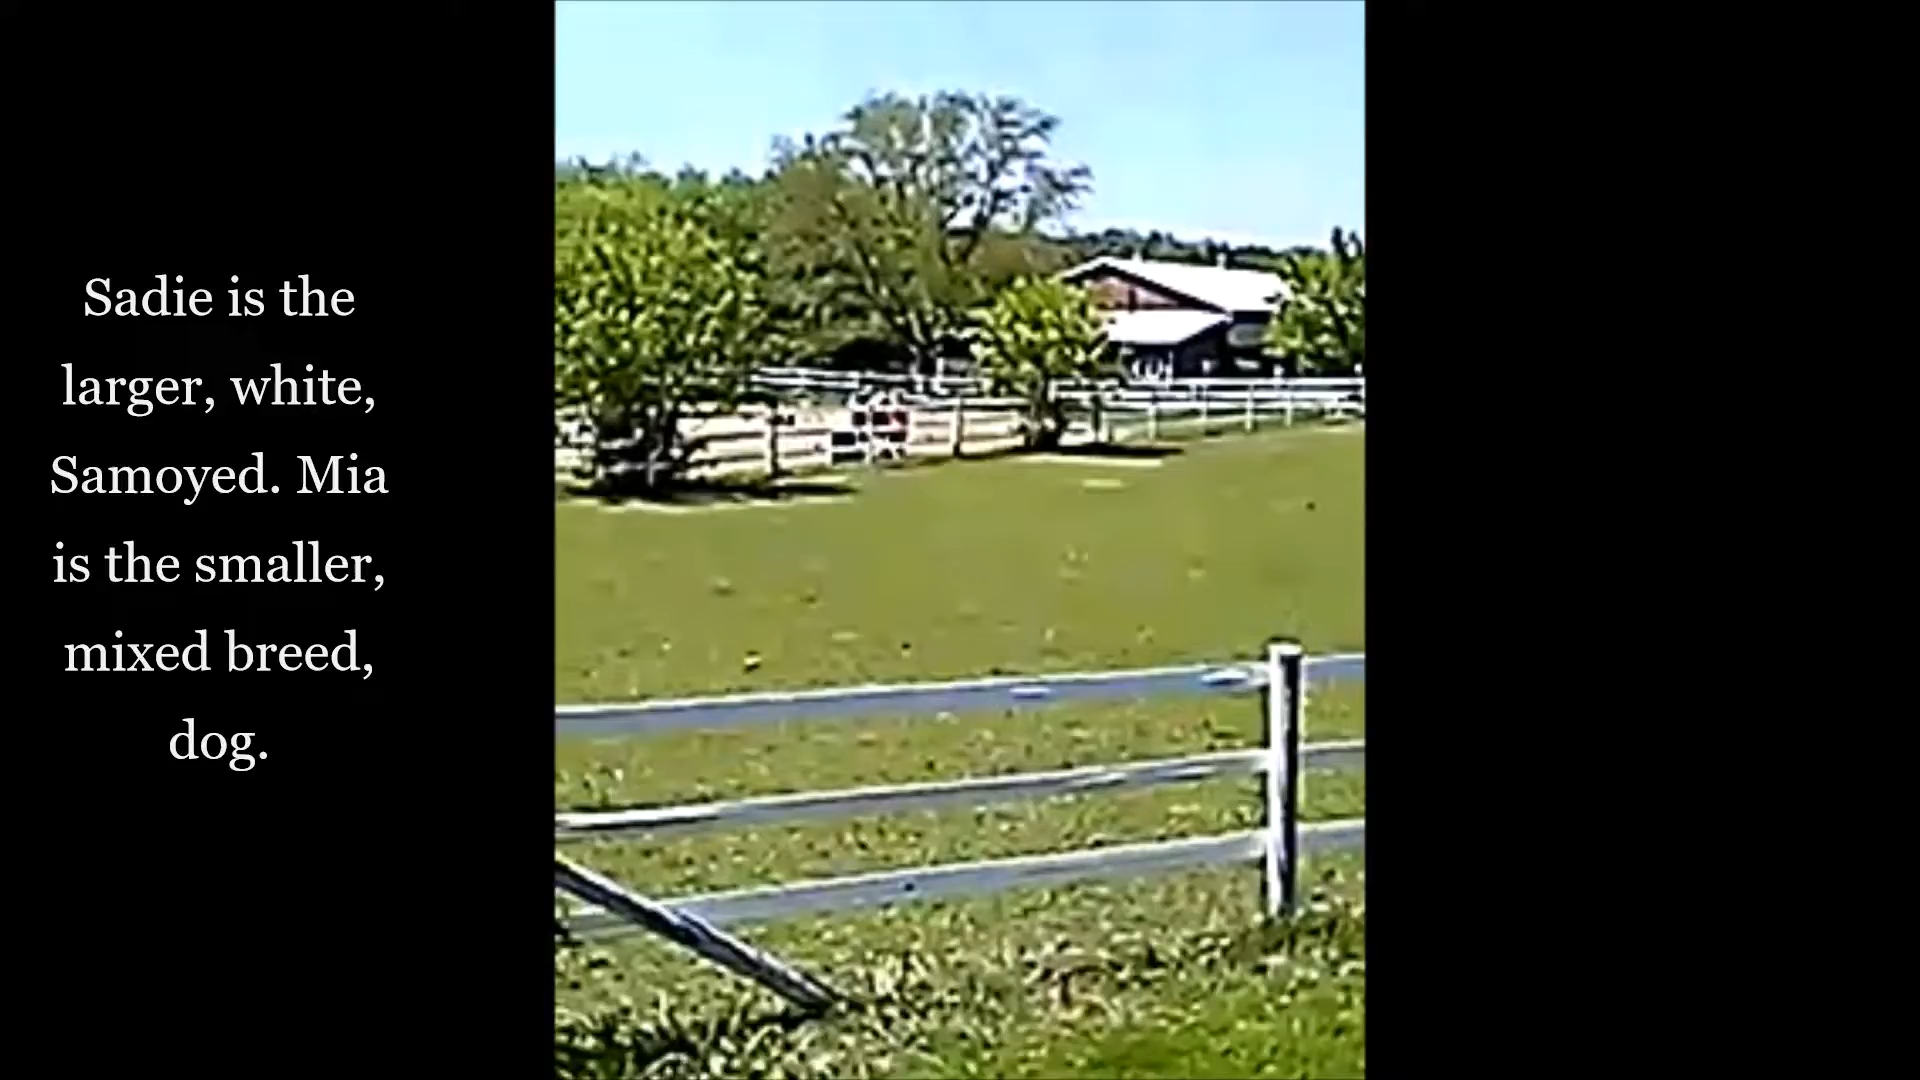 Sadie is the
larger, white,
Samoyed. Mia
is the smaller,
mixed breed,
dog.